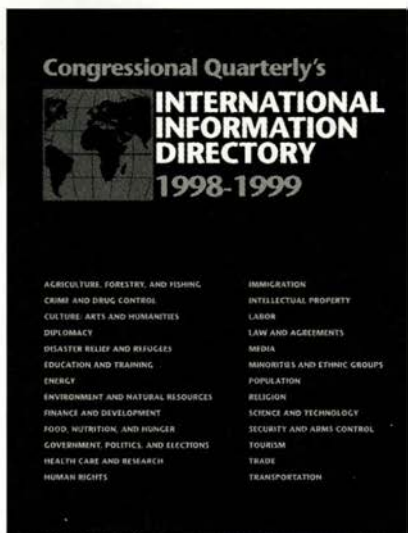 Congressional Quarterly's
INTERNATIONAL
INFORMATION
DIRECTORY
1998-1999
AGRICULTURE, FORESTRY, AND FISHING
CRIME AND DRUG CONTROL
CULTURE: ARTS AND HUMANITIES
DIPLOMACY
DISASTER RELIEF AND REFUGEES
EDUCATION AND TRAINING
ENERGY
ENVIRONMENT AND NATURAL RESOURCES
FINANCE AND DEVELOPMENT
FOOD, NUTRITION, AND HUNGER
GOVERNMENT, POLITICS, AND ELECTIONS
HEALTH CARE AND RESEARCH
HUMAN RIGHTS
IMMIGRATION
INTELLECTUAL PROPERTY
LABOR
LAW AND AGREEMENTS
MEDIA
MINORITIES AND ETHNIC GROUPS
POPULATION
RELIGION
SCIENCE AND TECHNOLOGY
SECURITY AND ARMS CONTROL
TOURISM
TRADE
TRANSPORTATION